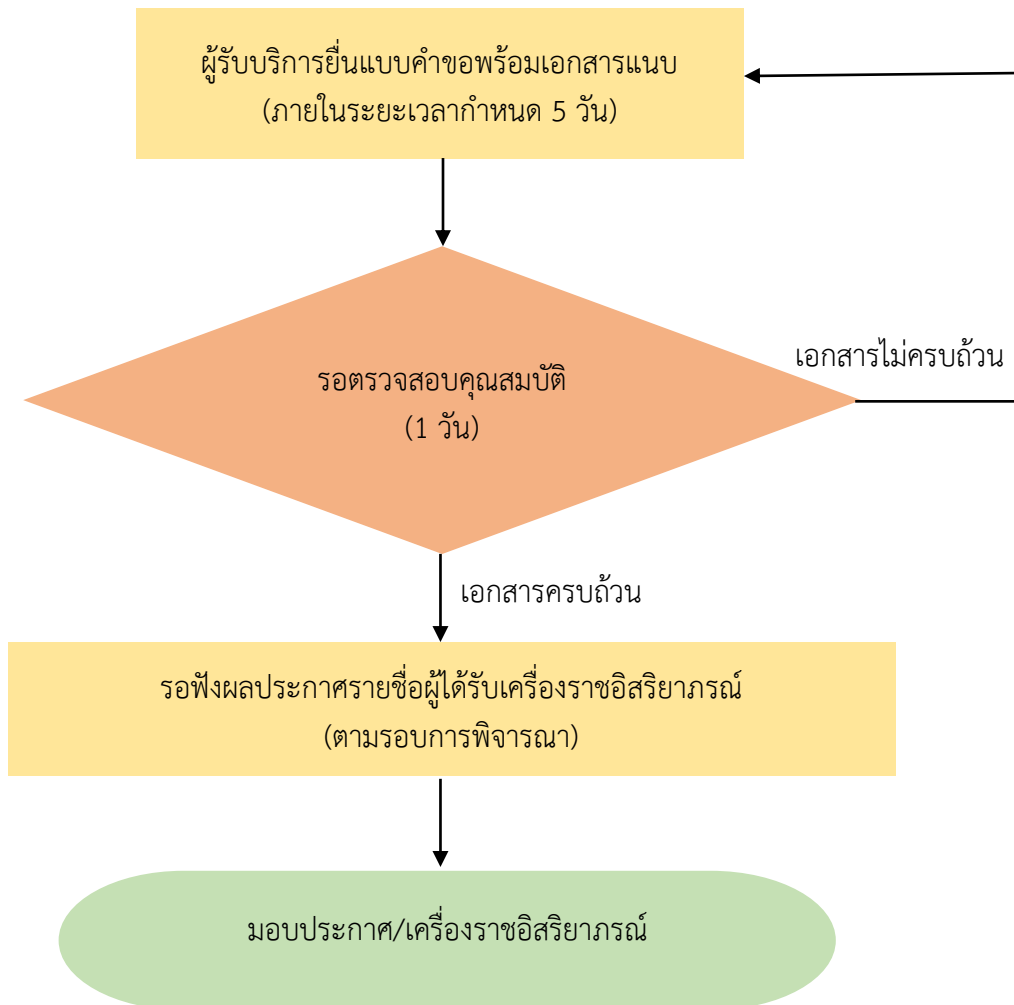 ผู้รับบริการยื่นแบบคำขอพร้อมเอกสารแนบ
(ภายในระยะเวลากำหนด 5 วัน)
เอกสารไม่ครบถ้วน
รอตรวจสอบคุณสมบัติ
(1 วัน)
เอกสารครบถ้วน
รอฟังผลประกาศรายชื่อผู้ได้รับเครื่องราชอิสริยาภรณ์
(ตามรอบการพิจารณา)
มอบประกาศ/เครื่องราชอิสริยาภรณ์